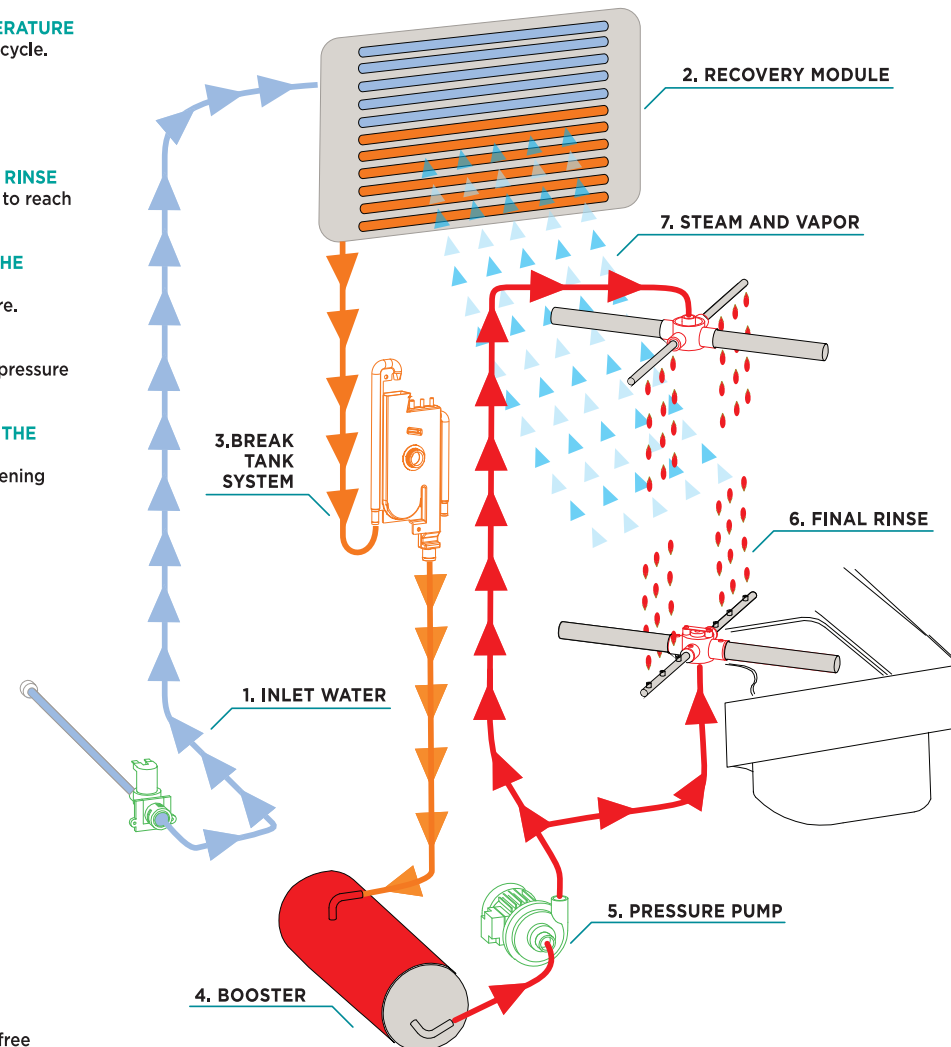 ERATURE
cycle.
RINSE
to reach
HE
re.
pressure
THE
ening
free
2. RECOVERY MODULE
7. STEAM AND VAPOR
3.BREAK
TANK
SYSTEM
6. FINAL RINSE
1. INLET WATER
5. PRESSURE PUMP
4. BOOSTER